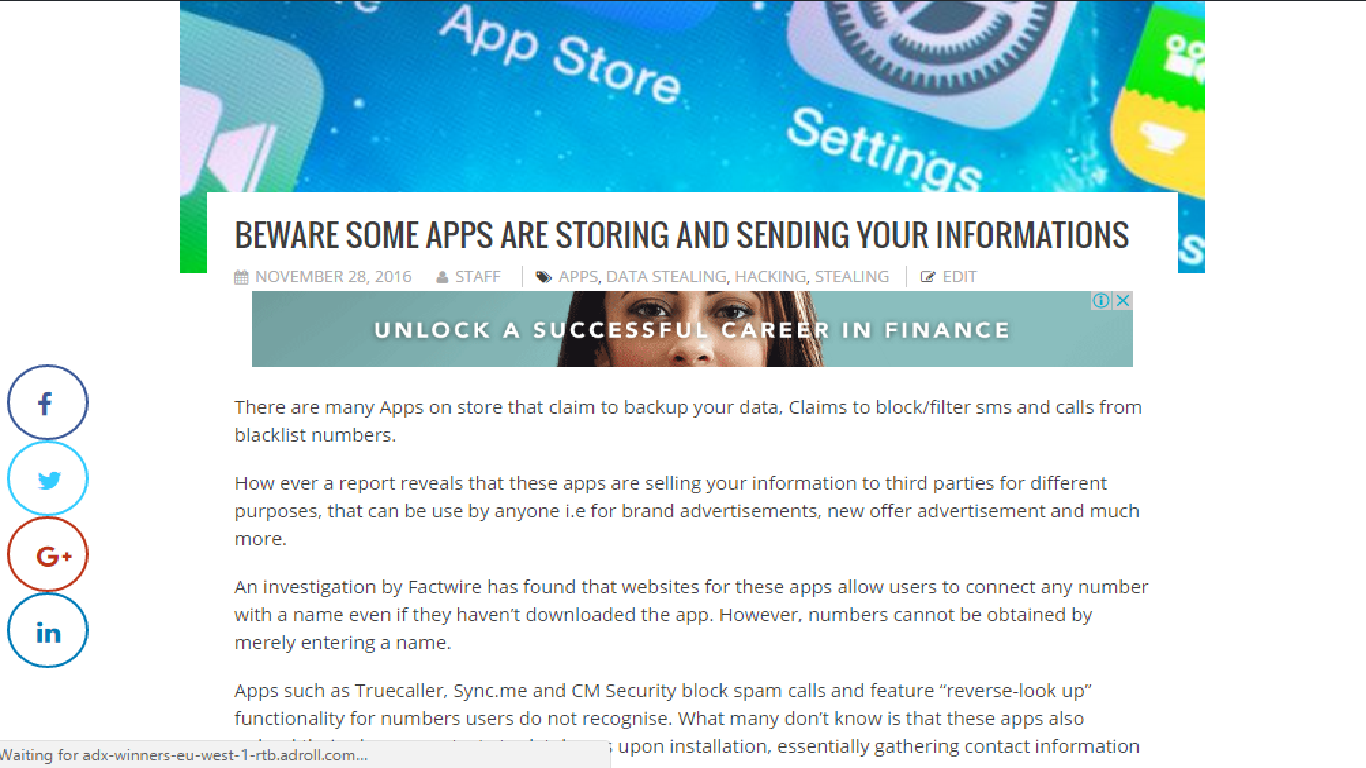 App Store
Settings
BEWARE SOME APPS ARE STORING AND SENDING YOUR INFORMATIONS
NOVEMBER 28, 2016 STAFF APPS, DATA STEALING, HACKING, STEALING EDIT
UNLOCK A SUCCESSFUL CAREER IN FINANCE
There are many Apps on store that claim to backup your data, Claims to block/filter sms and calls from
blacklist numbers.
How ever a report reveals that these apps are selling your information to third parties for different
purposes, that can be use by anyone i.e for brand advertisements, new offer advertisement and much
more.
An investigation by Factwire has found that websites for these apps allow users to connect any number
with a name even if they haven’t downloaded the app. However, numbers cannot be obtained by
merely entering a name.
Apps such as Truecaller, Sync.me and CM Security block spam calls and feature “reverse-look up”
functionality for numbers users do not recognise. What many don’t know is that these apps also
upon installation, essentially gathering contact information
f
G+
in
Waiting for adx-winners-eu-west-1-rtb.adroll.com...